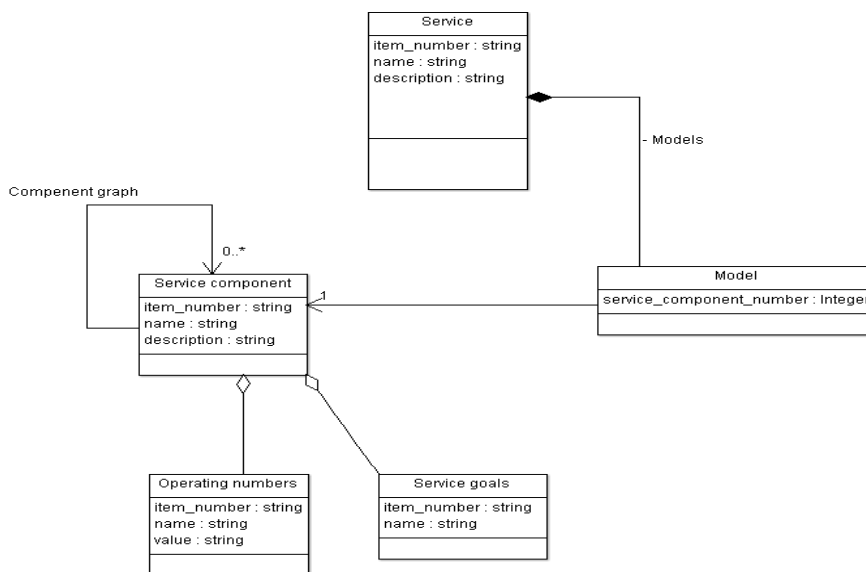 Service
item_number : string
name : string
description : string
- Models
Compenent graph
0..*
Service component
item_number : string
name : string
description : string
1
Model
service_component_number : Integer
Operating numbers
item_number : string
name : string
value : string
Service goals
item_number : string
name : string